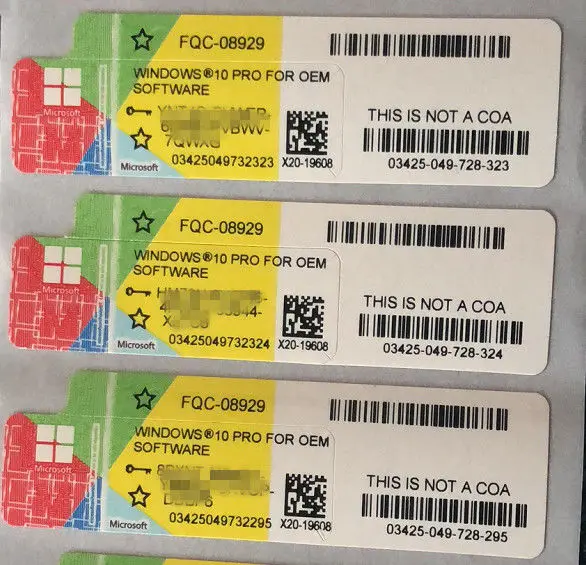 FQC-08929
WINDOWS®10 PRO FOR OEM
SOFTWARE
Microsoft
THIS IS NOT A COA
Microsoft
03425049732323
X20-19608
03425-049-728-323
FQC-08929
WINDOWS®10 PRO FOR OEM
SOFTWARE
Microsoft
THIS IS NOT A COA
Microsoft
03425049732324
X20-19608
03425-049-728-324
FQC-08929
WINDOWS®10 PRO FOR OEM
SOFTWARE
Microsoft
THIS IS NOT A COA
Microsoft
03425049732295
X20-19608
03425-049-728-295